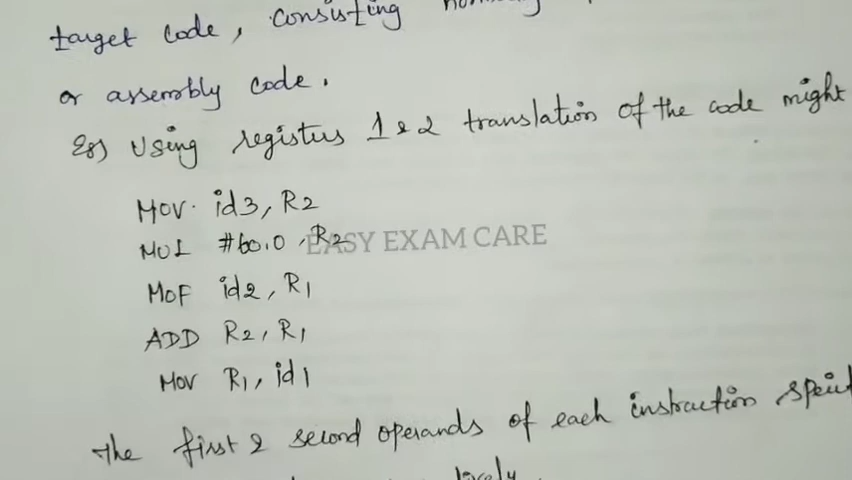 target code, consisting
or assembly code.
Eg) Using registers 1 & 2 translation of the code might
MOV. id3, R2
MUL #60.0, R2
EASY EXAM CARE
MOF id2, R1
ADD R2, R1
MOV R1, id1
The first & second operands of each instruction